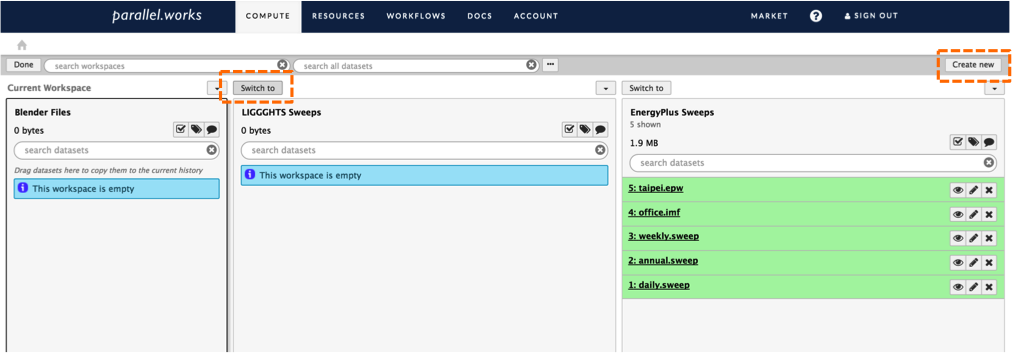 parallel.works COMPUTE RESOURCES WORKFLOWS DOCS ACCOUNT MARKET ? SIGN OUT
Done search workspaces search all datasets ... Create new
Current Workspace Switch to Switch to
Blender Files
0 bytes
search datasets
Drag datasets here to copy them to the current history
This workspace is empty
LIGGGHTS Sweeps
0 bytes
search datasets
This workspace is empty
EnergyPlus Sweeps
5 shown
1.9 MB
search datasets
5: taipei.epw
4: office.imf
3: weekly.sweep
2: annual.sweep
1: daily.sweep